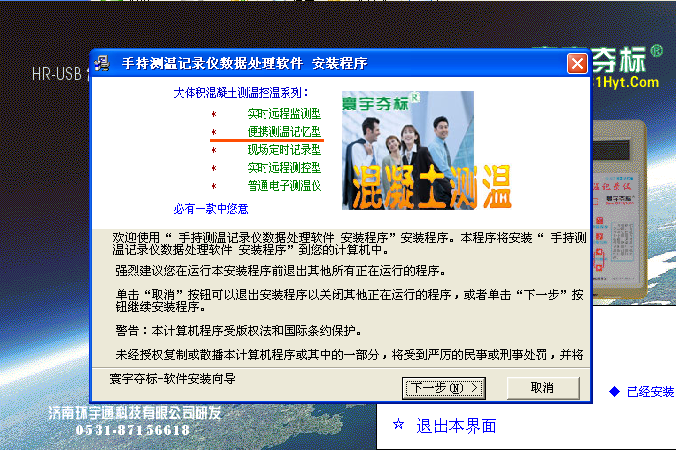 手持测温记录仪数据处理软件 安装程序
HR-USB
夺标®
1Hyt.Com
大体积混凝土测温控温系列：
* 实时远程监测型
* 便携测温记忆型
* 现场定时记录型
* 实时远程测控型
* 普通电子测温仪
必有一款中您意
寰宇夺标®
混凝土测温TM
欢迎使用“ 手持测温记录仪数据处理软件 安装程序”安装程序。本程序将安装“ 手持测
温记录仪数据处理软件 安装程序”到您的计算机中。
强烈建议您在运行本安装程序前退出其他所有正在运行的程序。
单击“取消”按钮可以退出安装程序以关闭其他正在运行的程序，或者单击“下一步”按
钮继续安装程序。
警告：本计算机程序受版权法和国际条约保护。
未经授权复制或散播本计算机程序或其中的一部分，将受到严厉的民事或刑事处罚，并将
寰宇夺标-软件安装向导
下一步(N) >
取消
◆ 已经安装
☆ 退出本界面
济南环宇通科技有限公司研发
0531-87156618